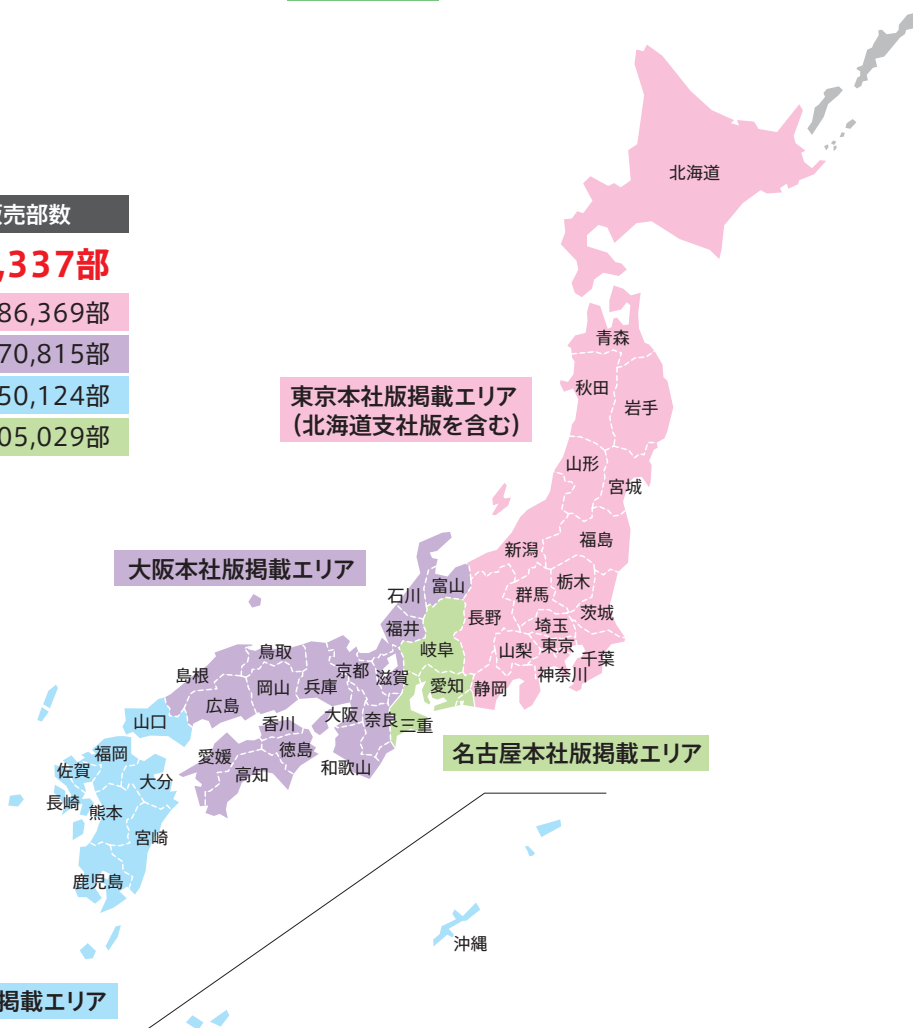 売部数
,337部
86,369部
70,815部
50,124部
05,029部
北海道
青森
秋田
岩手
東京本社版掲載エリア
(北海道支社版を含む)
山形
宮城
新潟
福島
大阪本社版掲載エリア
石川
富山
群馬
栃木
長野
茨城
福井
埼玉
岐阜
山梨
東京
千葉
鳥取
島根
京都
滋賀
岡山
兵庫
愛知
静岡
神奈川
広島
山口
香川
大阪
奈良
三重
福岡
愛媛
徳島
名古屋本社版掲載エリア
佐賀
大分
高知
和歌山
長崎
熊本
宮崎
鹿児島
沖縄
掲載エリア